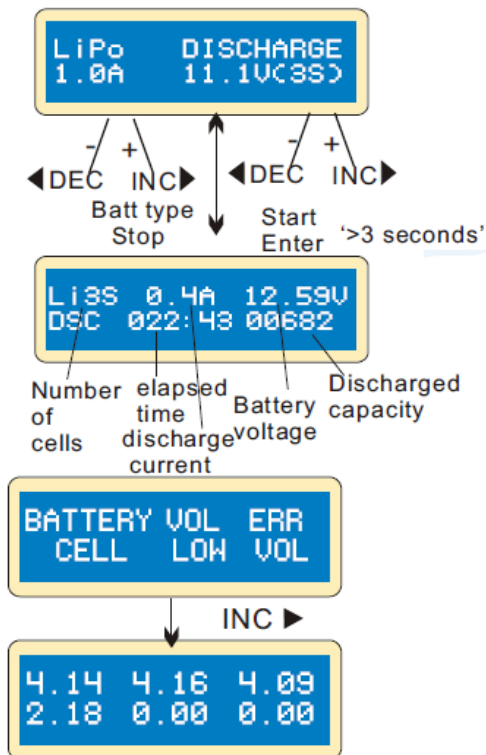 LiPo DISCHARGE
1.0A 11.1V(3S)
- + - +
◀DEC INC▶ ◀DEC INC▶
Batt type
Stop
Start
Enter
'>3 seconds'
Li3S 0.4A 12.59V
DSC 022:43 00682
Number
of
cells
elapsed
time
discharge
current
Battery
voltage
Discharged
capacity
BATTERY VOL ERR
CELL LOW VOL
INC ▶
4.14 4.16 4.09
2.18 0.00 0.00